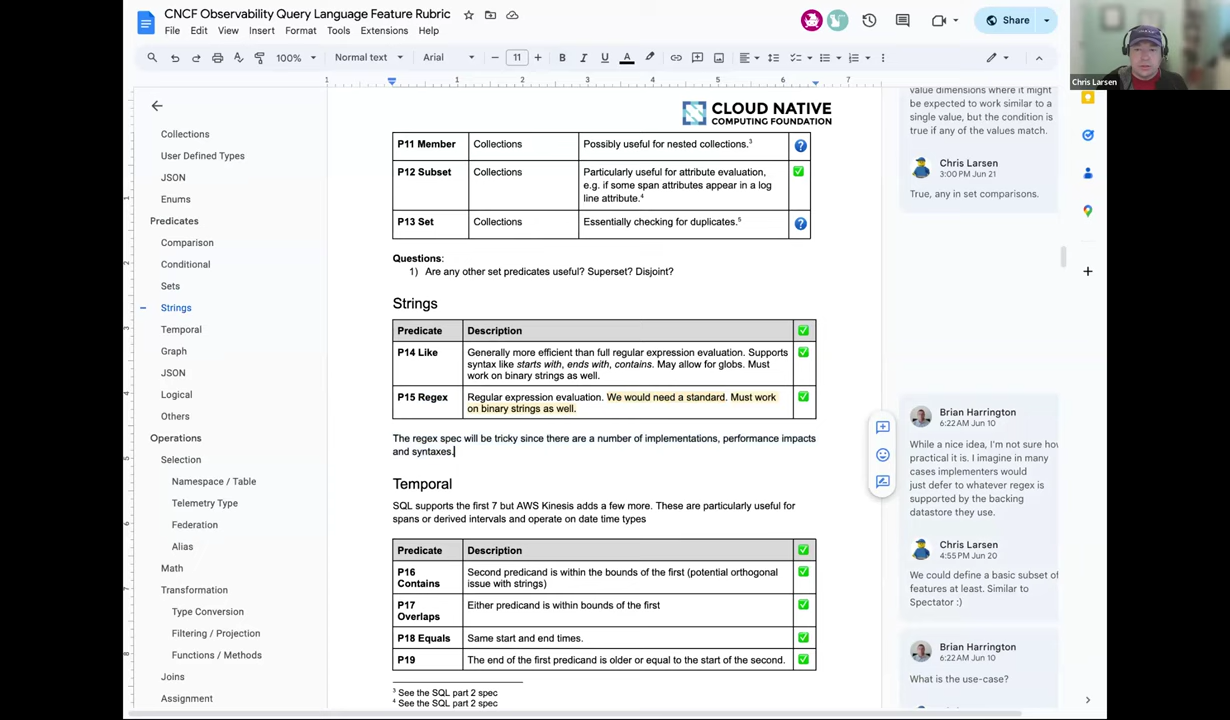 CNCF Observability Query Language Feature Rubric
File Edit View Insert Format Tools Extensions Help
Share
100% Normal text Arial 11 B I U A
Chris Larsen
1 1 2 3 4 5 6 7
Collections
User Defined Types
JSON
Enums
Predicates
Comparison
Conditional
Sets
Strings
Temporal
Graph
JSON
Logical
Others
Operations
Selection
Namespace / Table
Telemetry Type
Federation
Alias
Math
Transformation
Type Conversion
Filtering / Projection
Functions / Methods
Joins
Assignment
CLOUD NATIVE
COMPUTING FOUNDATION
P11 Member Collections Possibly useful for nested collections.3
P12 Subset Collections Particularly useful for attribute evaluation,
e.g. if some span attributes appear in a log
line attribute.4
P13 Set Collections Essentially checking for duplicates.5
Questions:
1) Are any other set predicates useful? Superset? Disjoint?
Strings
Predicate Description
P14 Like Generally more efficient than full regular expression evaluation. Supports
syntax like starts with, ends with, contains. May allow for globs. Must
work on binary strings as well.
P15 Regex Regular expression evaluation. We would need a standard. Must work
on binary strings as well.
The regex spec will be tricky since there are a number of implementations, performance impacts
and syntaxes.
Temporal
SQL supports the first 7 but AWS Kinesis adds a few more. These are particularly useful for
spans or derived intervals and operate on date time types
Predicate Description
P16 Contains Second predicand is within the bounds of the first (potential orthogonal
issue with strings)
P17 Overlaps Either predicand is within bounds of the first
P18 Equals Same start and end times.
P19 The end of the first predicand is older or equal to the start of the second.
3 See the SQL part 2 spec
4 See the SQL part 2 spec
value dimensions where it might
be expected to work similar to a
single value, but the condition is
true if any of the values match.
Chris Larsen
3:00 PM Jun 21
True, any in set comparisons.
Brian Harrington
6:22 AM Jun 10
While a nice idea, I'm not sure how
practical it is. I imagine in many
cases implementers would
just defer to whatever regex is
supported by the backing
datastore they use.
Chris Larsen
4:55 PM Jun 20
We could define a basic subset of
features at least. Similar to
Spectator :)
Brian Harrington
6:22 AM Jun 10
What is the use-case?